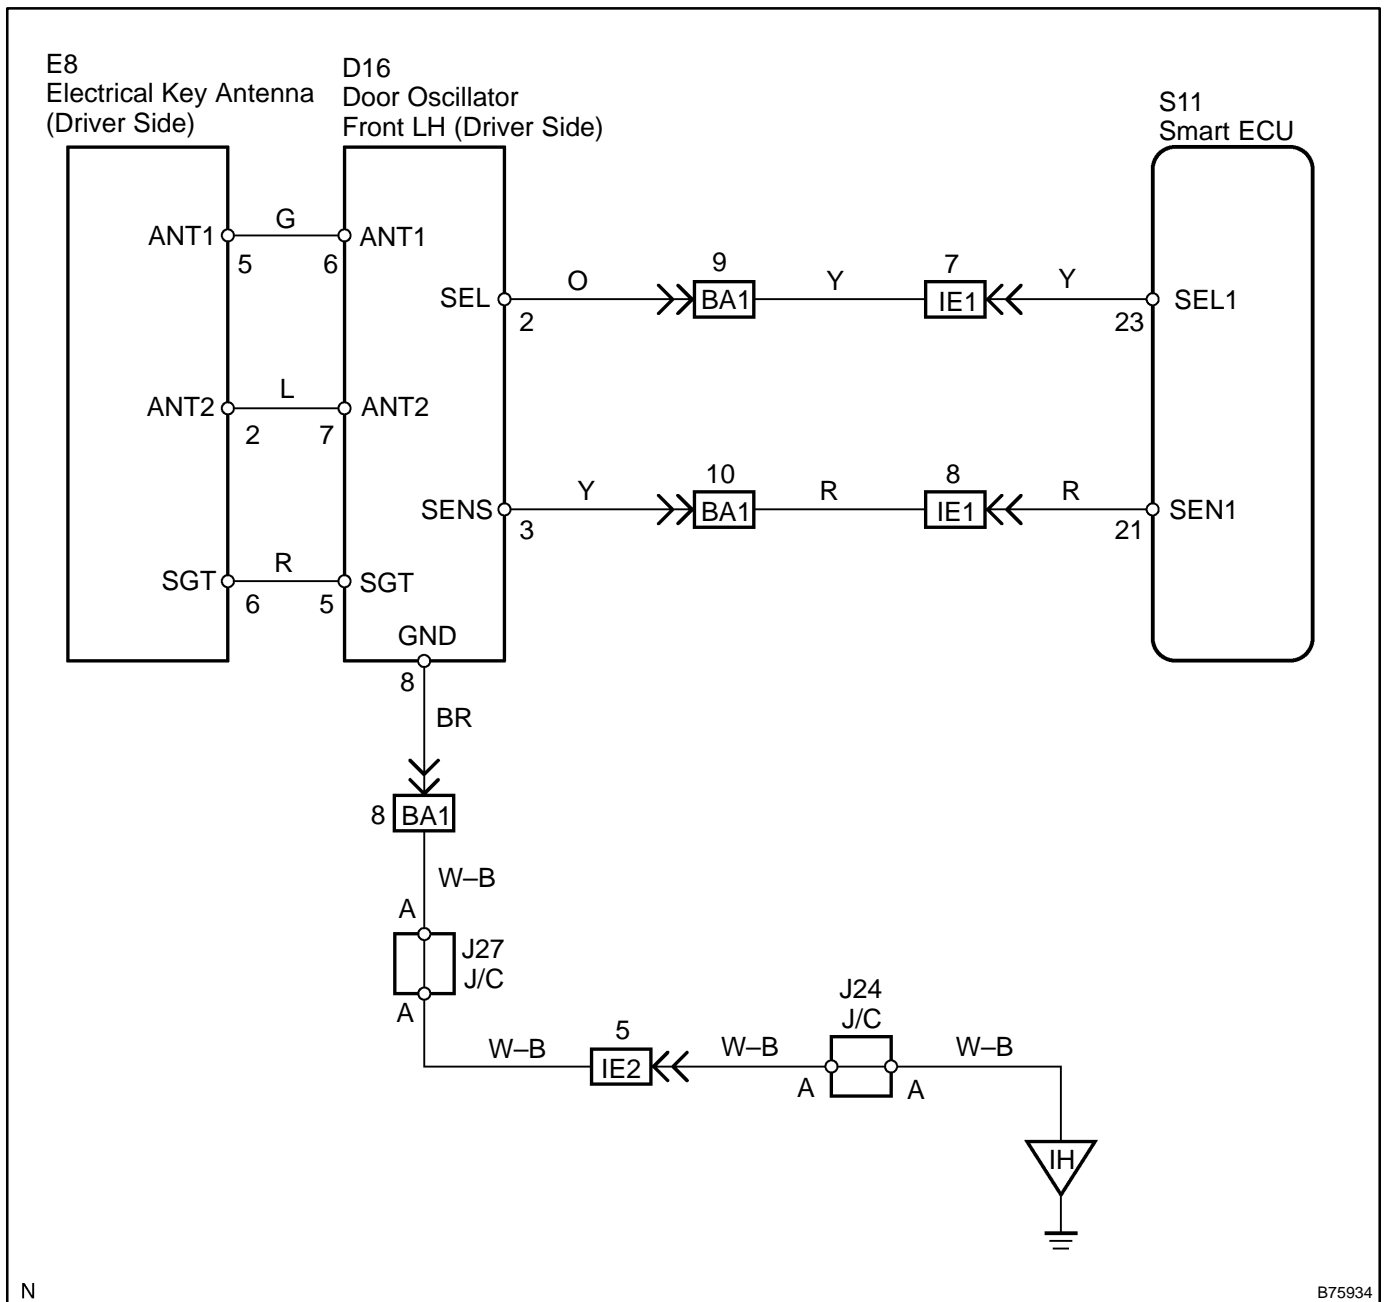 E8
Electrical Key Antenna
(Driver Side)
D16
Door Oscillator
Front LH (Driver Side)
S11
Smart ECU
ANT1
5
G
6
ANT1
SEL
2
O
9
BA1
Y
7
IE1
Y
23
SEL1
ANT2
2
L
7
ANT2
SENS
3
Y
10
BA1
R
8
IE1
R
21
SEN1
SGT
6
R
5
SGT
GND
8
BR
8
BA1
W–B
A
J27
J/C
A
W–B
5
IE2
W–B
J24
J/C
A
A
W–B
IH
N
B75934